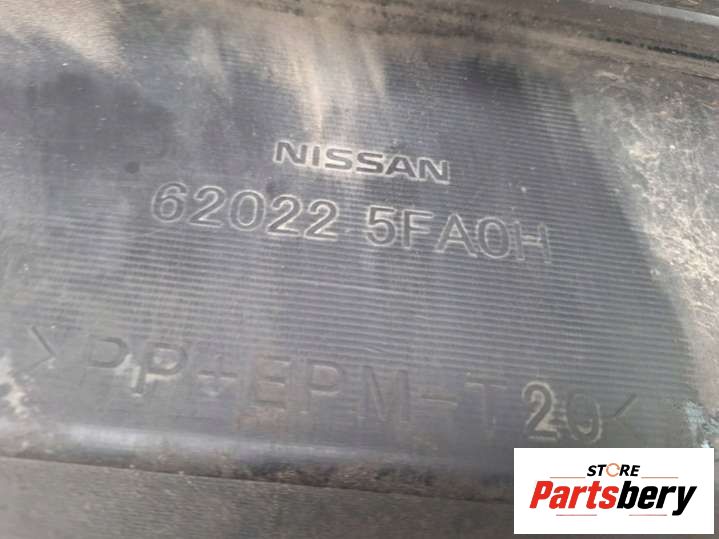 NISSAN
62022 5FA0H
>PP+EPM-T20<
STORE
Partsbery